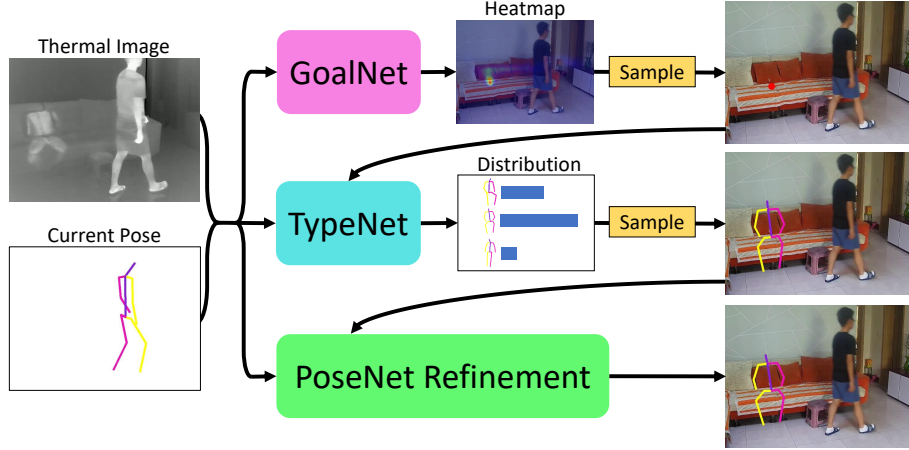 Thermal Image
Current Pose
GoalNet
Heatmap
Sample
TypeNet
Distribution
Sample
PoseNet Refinement